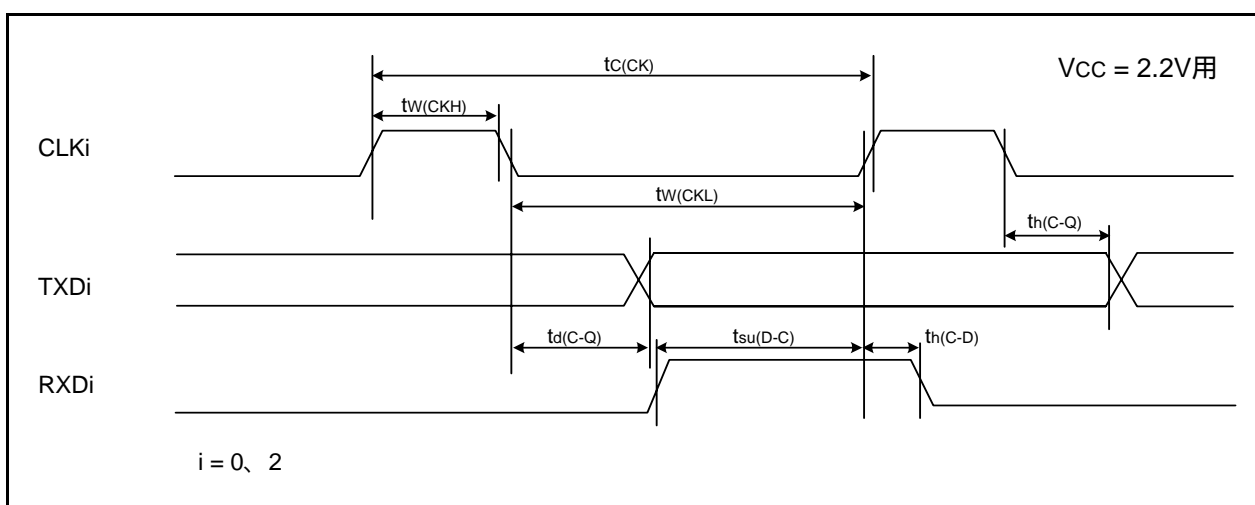 tC(CK)
VCC = 2.2V用
tW(CKH)
CLKi
tW(CKL)
th(C-Q)
TXDi
td(C-Q)
tsu(D-C)
th(C-D)
RXDi
i = 0、2